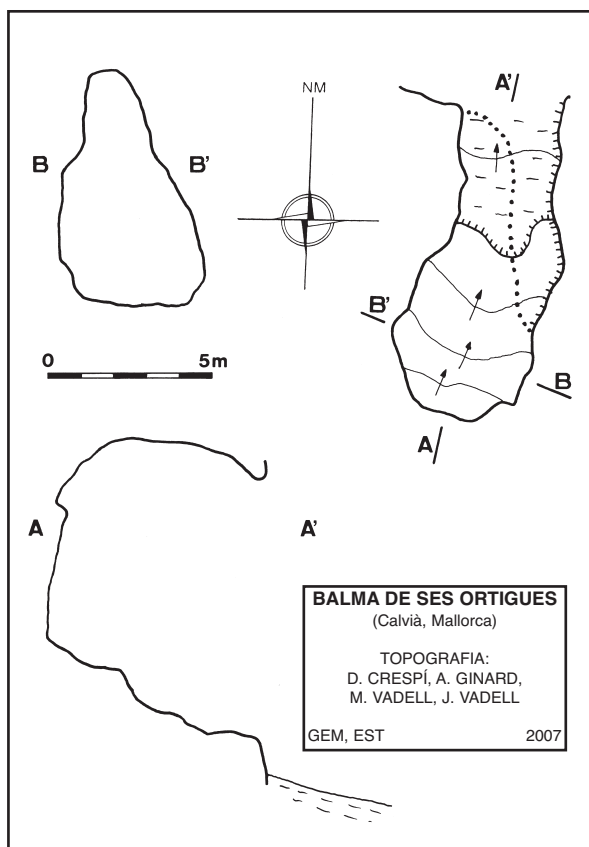 NM
A'
B
B'
B'
B
A
0 5m
A
A'
BALMA DE SES ORTIGUES
(Calvià, Mallorca)
TOPOGRAFIA:
D. CRESPÍ, A. GINARD,
M. VADELL, J. VADELL
GEM, EST 2007